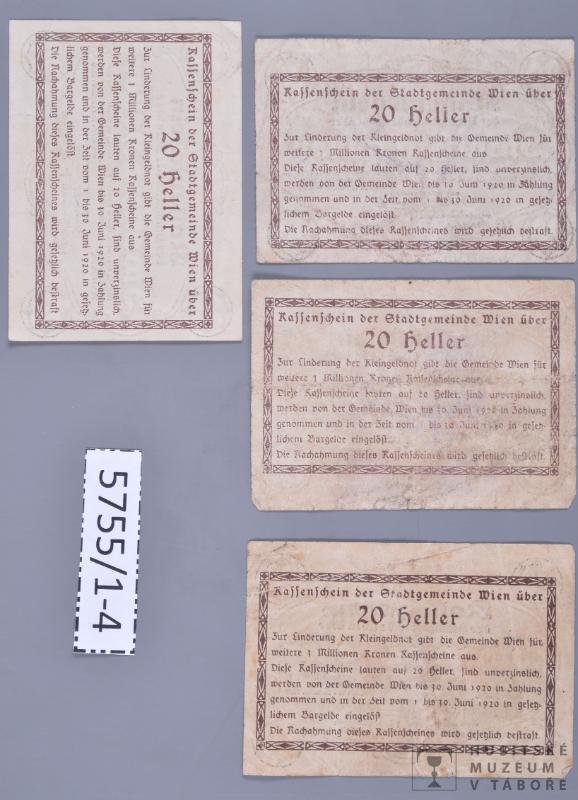 Kassenschein der Stadtgemeinde Wien über
20 Heller
Zur Linderung der Kleingeldnot gibt die Gemeinde Wien für
weitere 3 Millionen Kronen Kassenscheine aus.
Diese Kassenscheine lauten auf 20 Heller, sind unverzinslich,
werden von der Gemeinde Wien bis 30. Juni 1920 in Zahlung
genommen und in der Zeit vom 1. bis 30. Juni 1920 in gesetz-
lichem Bargelde eingelöst.
Die Nachahmung dieses Kassenscheines wird gesetzlich bestraft
Kassenschein der Stadtgemeinde Wien über
20 Heller
Zur Linderung der Kleingeldnot gibt die Gemeinde Wien für
weitere 3 Millionen Kronen Kassenscheine aus
Diese Kassenscheine lauten auf 20 Heller, sind unverzinslich,
werden von der Gemeinde Wien bis 30. Juni 1920 in Zahlung
genommen und in der Zeit vom 1. bis 30. Juni 1920 in gesetz-
lichem Bargelde eingelöst.
Die Nachahmung dieses Kassenscheines wird gesetzlich bestraft.
Kassenschein der Stadtgemeinde Wien über
20 Heller
Zur Linderung der Kleingeldnot gibt die Gemeinde Wien für
weitere 3 Millionen Kronen Kassenscheine aus.
Diese Kassenscheine lauten auf 20 Heller, sind unverzinslich,
werden von der Gemeinde Wien bis 30. Juni 1920 in Zahlung
genommen und in der Zeit vom 1. bis 30. Juni 1920 in gesetz-
lichem Bargelde eingelöst.
Die Nachahmung dieses Kassenscheines wird gesetzlich bestraft.
5755/1-4
Kassenschein der Stadtgemeinde Wien über
20 Heller
Zur Linderung der Kleingeldnot gibt die Gemeinde Wien für
weitere 3 Millionen Kronen Kassenscheine aus.
Diese Kassenscheine lauten auf 20 Heller, sind unverzinslich,
werden von der Gemeinde Wien bis 30. Juni 1920 in Zahlung
genommen und in der Zeit vom 1. bis 30. Juni 1920 in gesetz-
lichem Bargelde eingelöst
Die Nachahmung dieses Kassenscheines wird gesetzlich bestraft.
HUSITSKÉ
MUZEUM
V TÁBOŘE